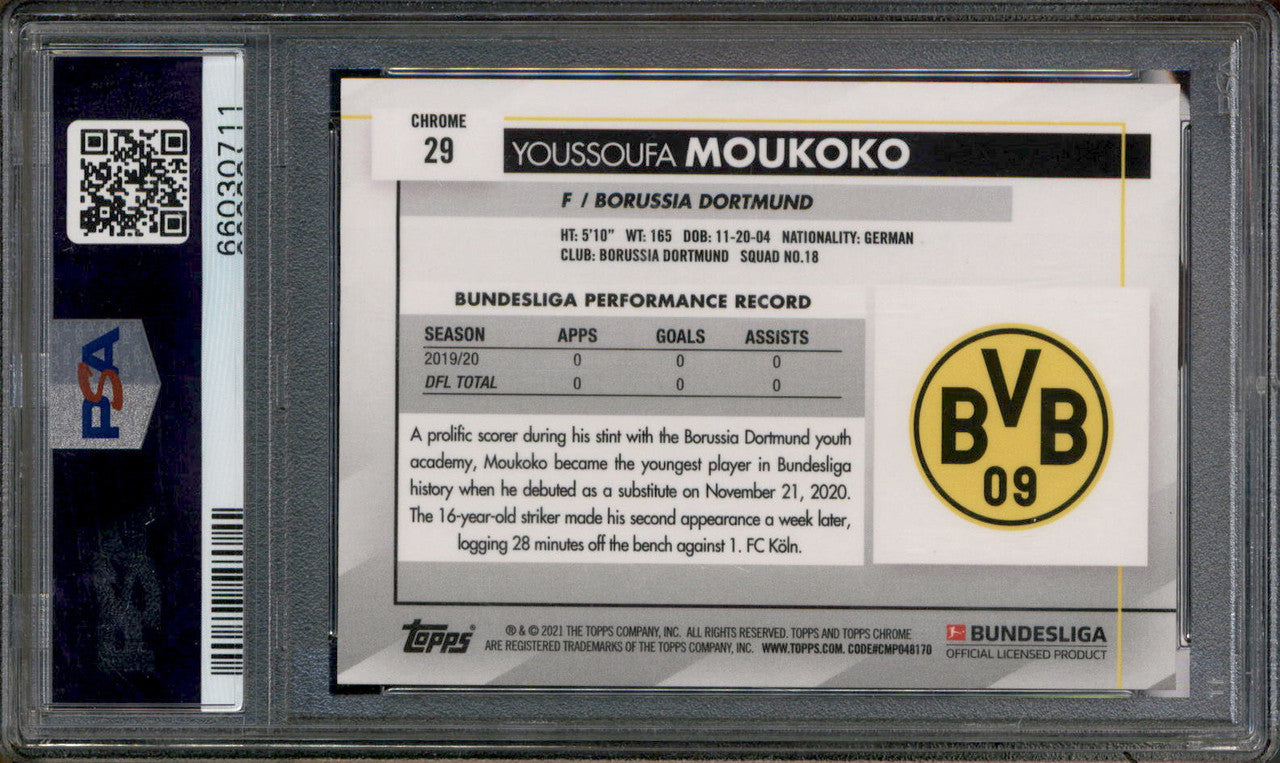 CHROME
29
YOUSSOUFA MOUKOKO
F / BORUSSIA DORTMUND
HT: 5'10" WT: 165 DOB: 11-20-04 NATIONALITY: GERMAN
CLUB: BORUSSIA DORTMUND SQUAD NO.18
BUNDESLIGA PERFORMANCE RECORD
SEASON APPS GOALS ASSISTS
2019/20 0 0 0
DFL TOTAL 0 0 0
A prolific scorer during his stint with the Borussia Dortmund youth
academy, Moukoko became the youngest player in Bundesliga
history when he debuted as a substitute on November 21, 2020.
The 16-year-old striker made his second appearance a week later,
logging 28 minutes off the bench against 1. FC Köln.
BVB
09
Topps®
® & © 2021 THE TOPPS COMPANY, INC. ALL RIGHTS RESERVED. TOPPS AND TOPPS CHROME
ARE REGISTERED TRADEMARKS OF THE TOPPS COMPANY, INC. WWW.TOPPS.COM. CODE#CMP048170
BUNDESLIGA
OFFICIAL LICENSED PRODUCT
PSA
66030711